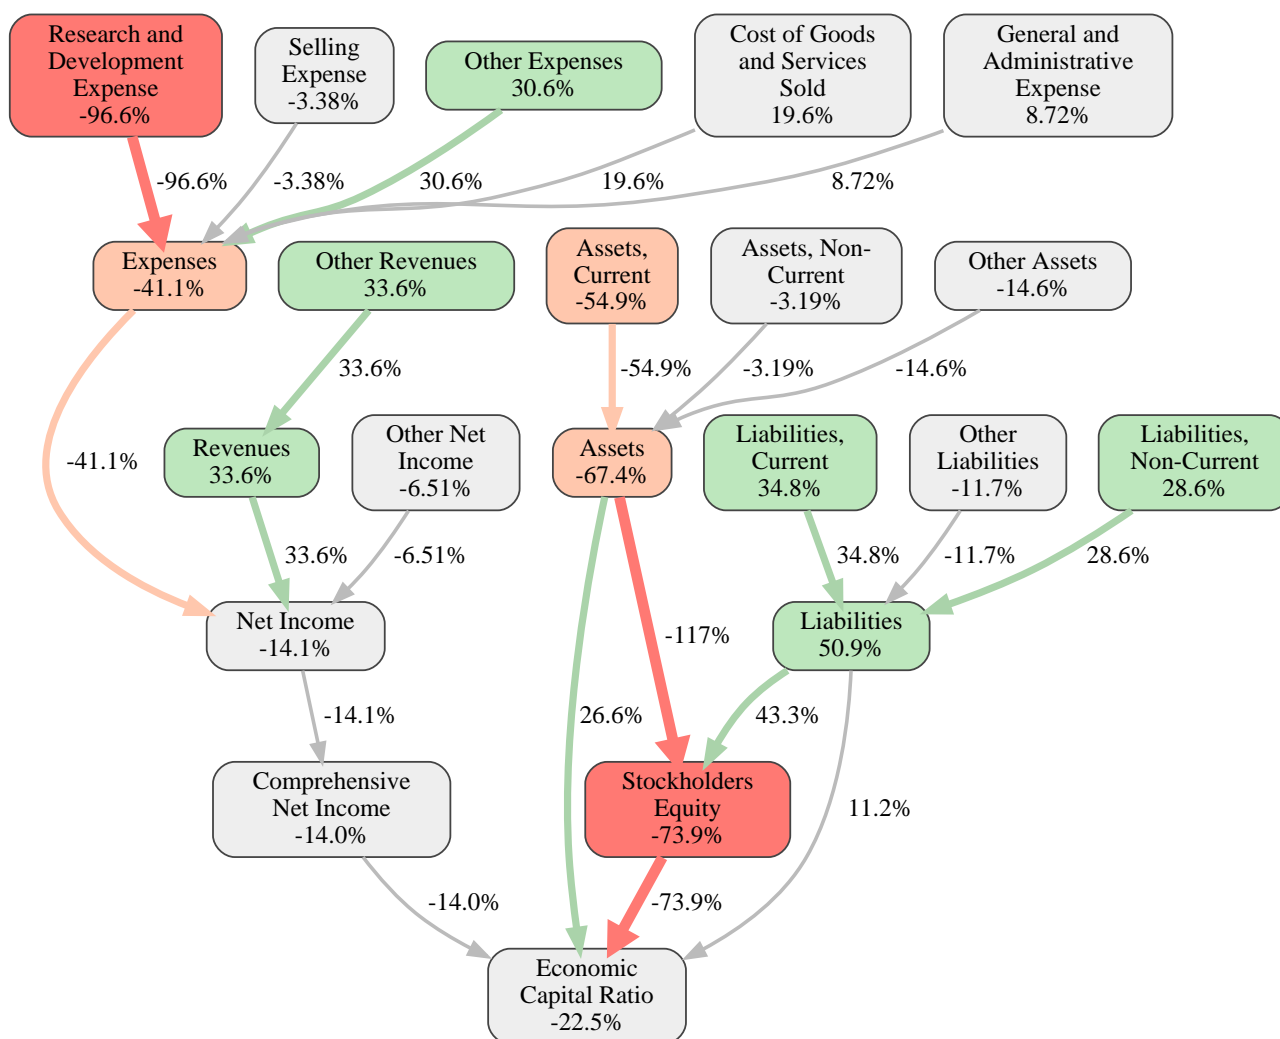 Research and
Development
Expense
-96.6%
Selling
Expense
-3.38%
Other Expenses
30.6%
Cost of Goods
and Services
Sold
19.6%
General and
Administrative
Expense
8.72%
-96.6%
-3.38%
30.6%
19.6%
8.72%
Expenses
-41.1%
Other Revenues
33.6%
Assets,
Current
-54.9%
Assets, Non-
Current
-3.19%
Other Assets
-14.6%
33.6%
-54.9%
-3.19%
-14.6%
-41.1%
Revenues
33.6%
Other Net
Income
-6.51%
Assets
-67.4%
Liabilities,
Current
34.8%
Other
Liabilities
-11.7%
Liabilities,
Non-Current
28.6%
33.6%
-6.51%
34.8%
-11.7%
28.6%
Net Income
-14.1%
-117%
Liabilities
50.9%
-14.1%
26.6%
43.3%
Comprehensive
Net Income
-14.0%
Stockholders
Equity
-73.9%
11.2%
-14.0%
-73.9%
Economic
Capital Ratio
-22.5%